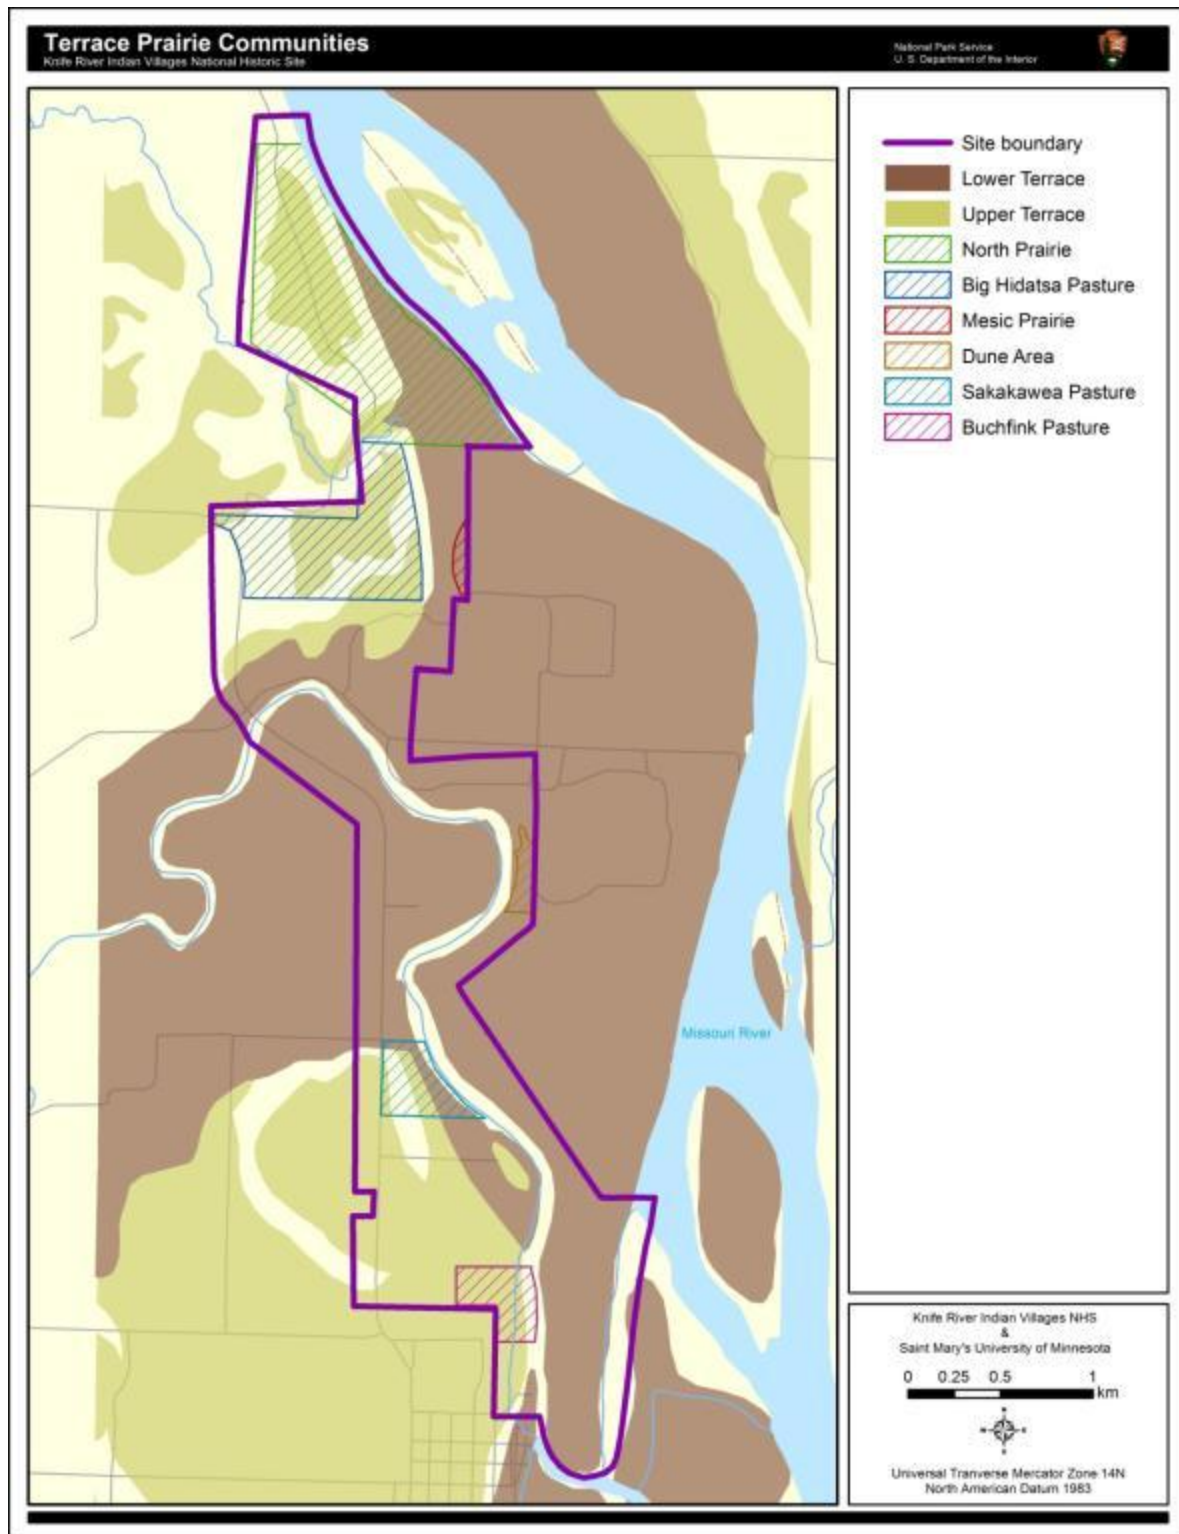 Terrace Prairie Communities
Knife River Indian Villages National Historic Site
National Park Service
U. S. Department of the Interior
Site boundary
Lower Terrace
Upper Terrace
North Prairie
Big Hidatsa Pasture
Mesic Prairie
Dune Area
Sakakawea Pasture
Buchfink Pasture
Missouri River
Knife River Indian Villages NHS
&
Saint Mary's University of Minnesota
0 0.25 0.5 1
km
N
W E
S
Universal Tranverse Mercator Zone 14N
North American Datum 1983